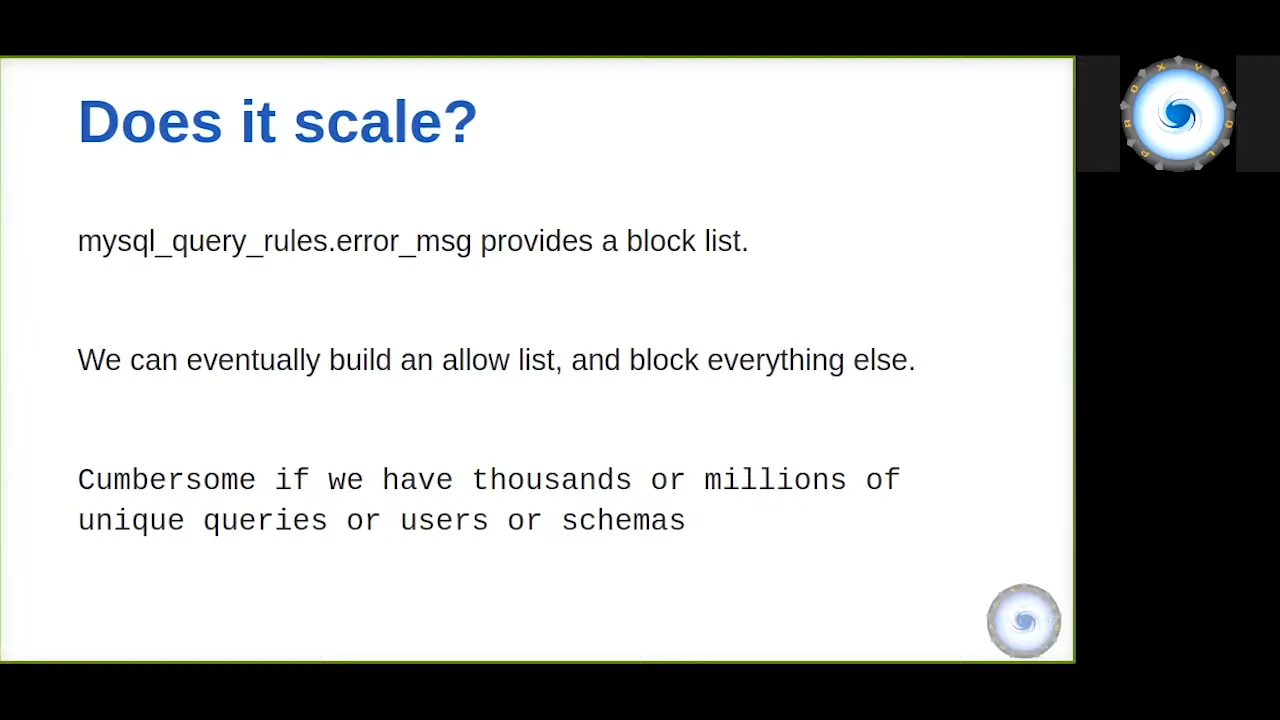 Does it scale?
mysql_query_rules.error_msg provides a block list.
We can eventually build an allow list, and block everything else.
Cumbersome if we have thousands or millions of
unique queries or users or schemas
PROXYSQL